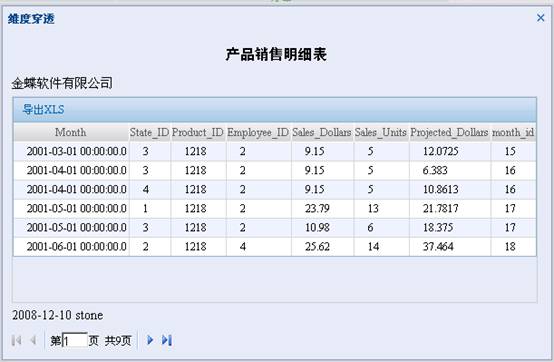 维度穿透
产品销售明细表
金蝶软件有限公司
导出XLS
Month State_ID Product_ID Employee_ID Sales_Dollars Sales_Units Projected_Dollars month_id
2001-03-01 00:00:00.0 3 1218 2 9.15 5 12.0725 15
2001-04-01 00:00:00.0 3 1218 2 9.15 5 6.383 16
2001-04-01 00:00:00.0 4 1218 2 9.15 5 10.8613 16
2001-05-01 00:00:00.0 1 1218 2 23.79 13 21.7817 17
2001-05-01 00:00:00.0 3 1218 2 10.98 6 18.375 17
2001-06-01 00:00:00.0 2 1218 4 25.62 14 37.464 18
2008-12-10 stone
第1页 共9页